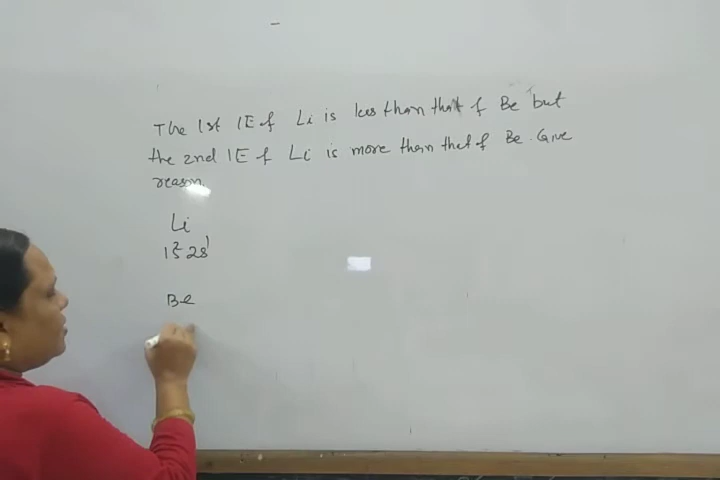 The 1st IE of Li is less than that of Be but
the 2nd IE of Li is more than that of Be. Give
reason.
Li
1s² 2s¹
Be